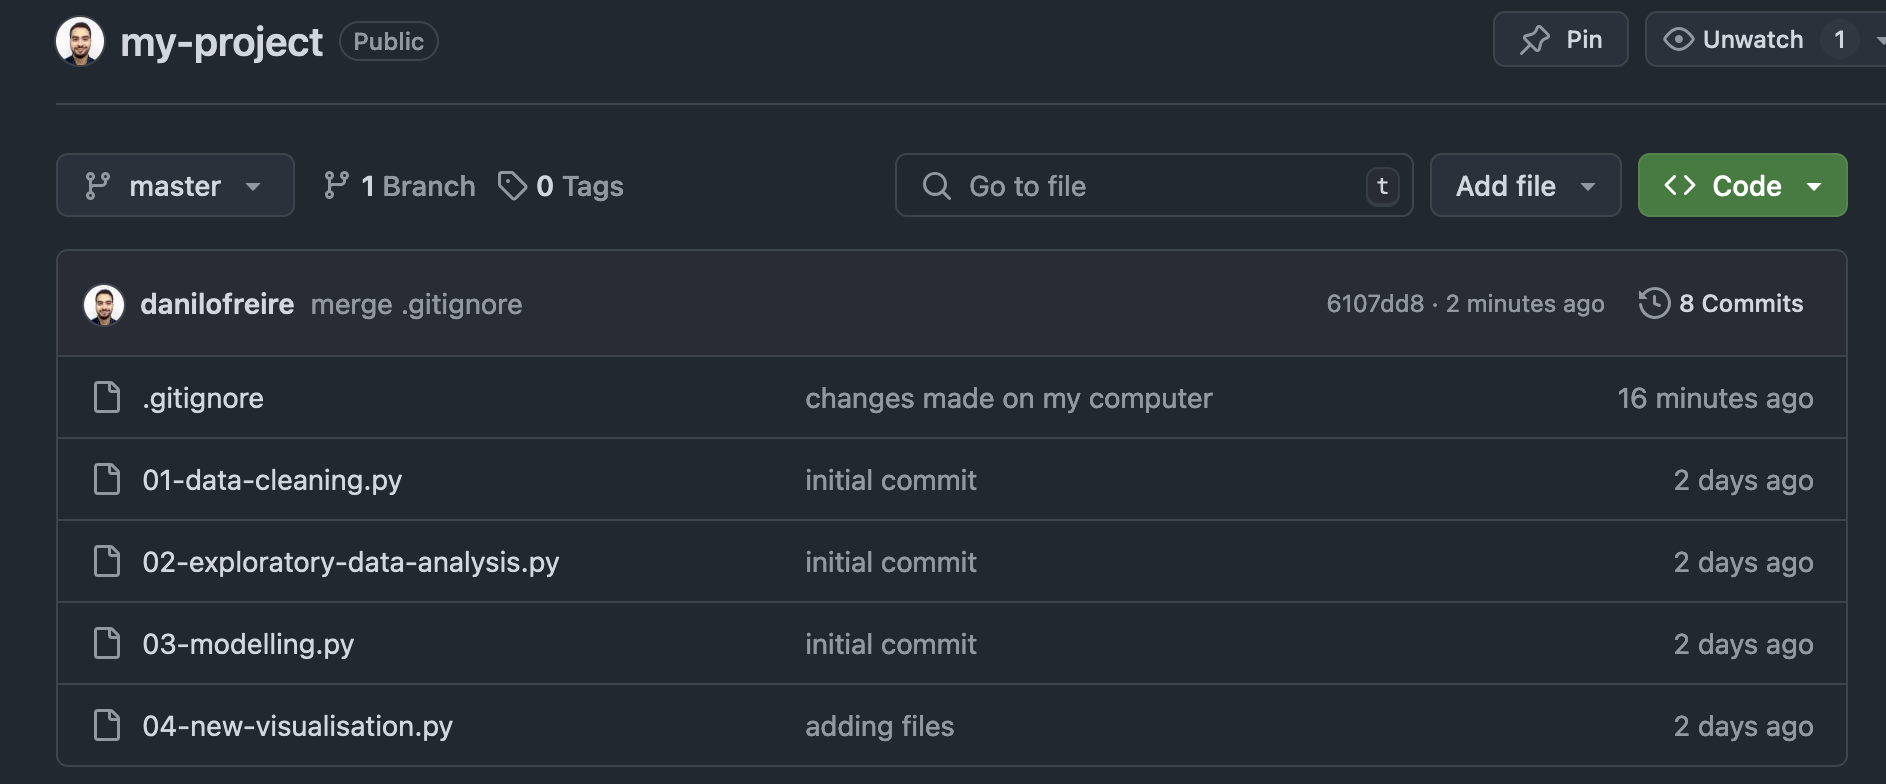 my-project Public Pin Unwatch 1
master 1 Branch 0 Tags Go to file t Add file Code
danilofreire merge .gitignore 6107dd8 · 2 minutes ago 8 Commits
.gitignore changes made on my computer 16 minutes ago
01-data-cleaning.py initial commit 2 days ago
02-exploratory-data-analysis.py initial commit 2 days ago
03-modelling.py initial commit 2 days ago
04-new-visualisation.py adding files 2 days ago